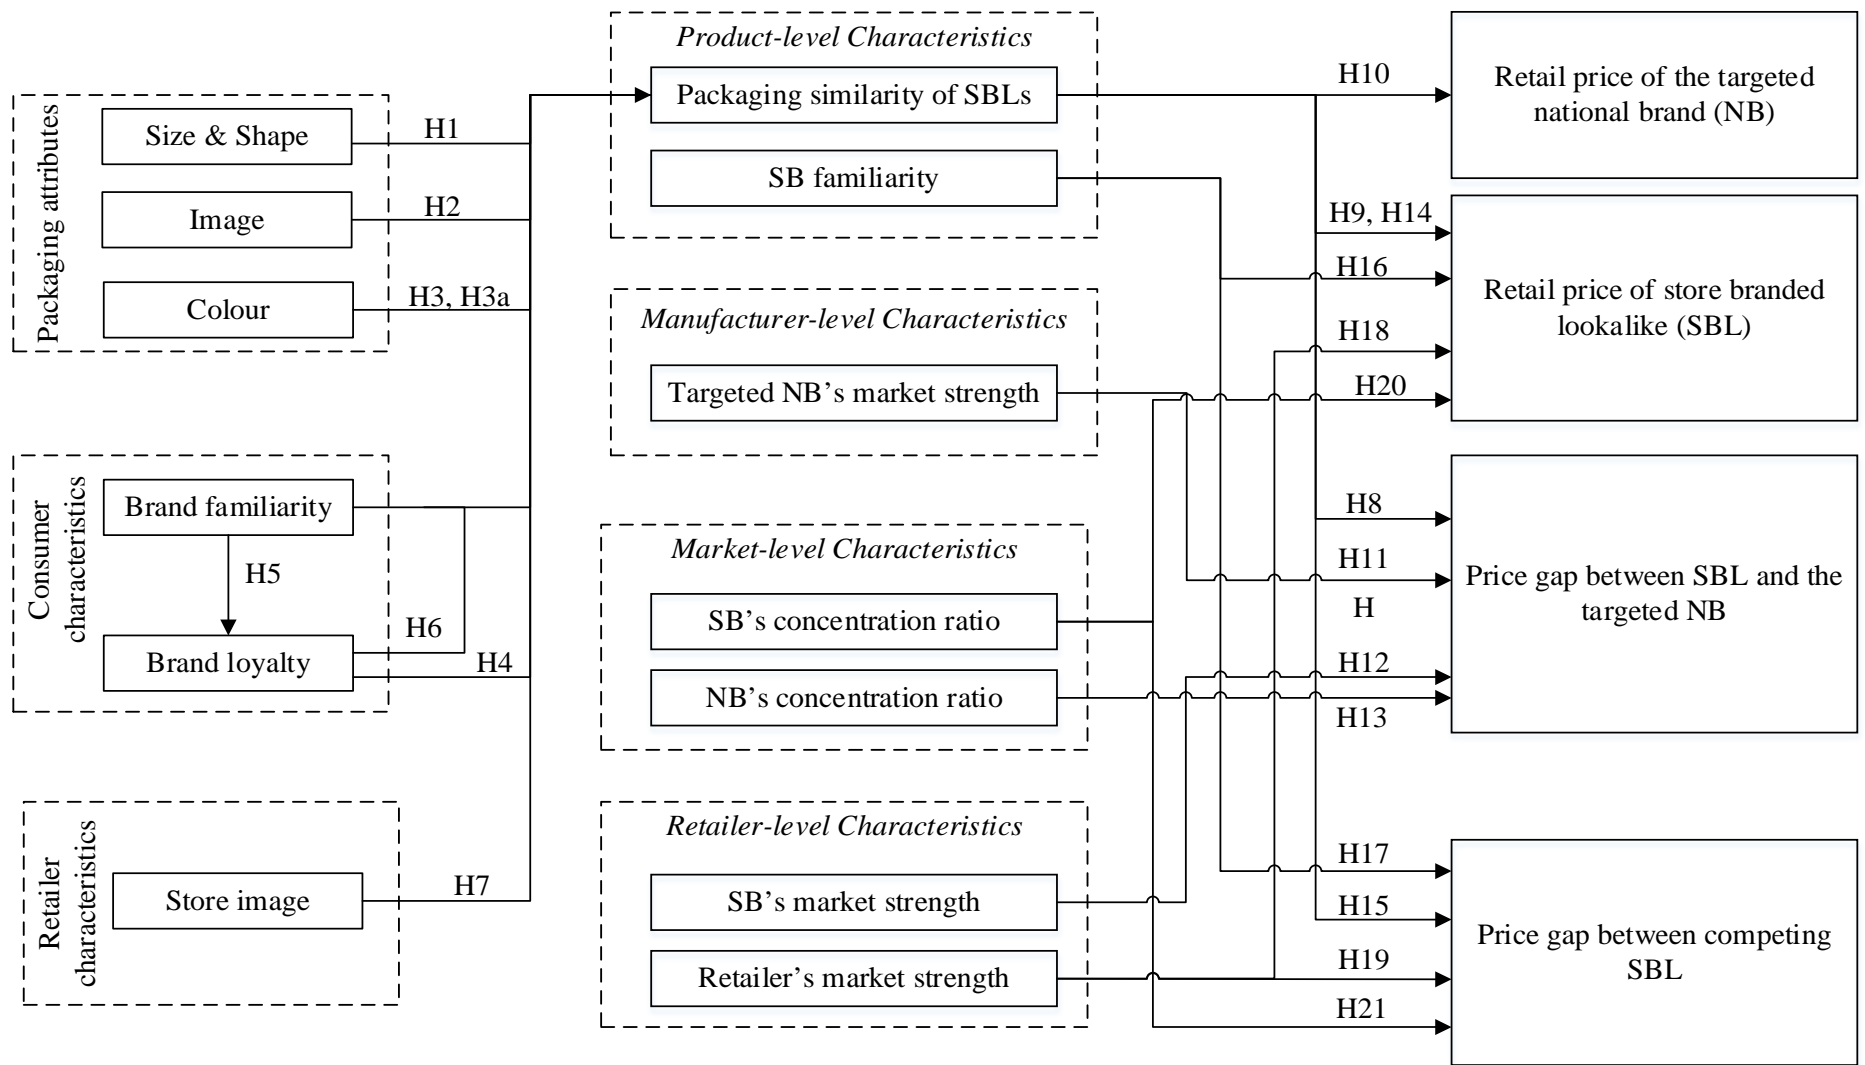 Packaging attributes
Size & Shape
H1
Image
H2
Colour
H3, H3a
Consumer
characteristics
Brand familiarity
H5
H6
Brand loyalty
H4
Retailer
characteristics
Store image
H7
Product-level Characteristics
Packaging similarity of SBLs
SB familiarity
Manufacturer-level Characteristics
Targeted NB’s market strength
Market-level Characteristics
SB’s concentration ratio
NB’s concentration ratio
Retailer-level Characteristics
SB’s market strength
Retailer’s market strength
H10
H9, H14
H16
H18
H20
H8
H11
H
H12
H13
H17
H15
H19
H21
Retail price of the targeted
national brand (NB)
Retail price of store branded
lookalike (SBL)
Price gap between SBL and the
targeted NB
Price gap between competing
SBL